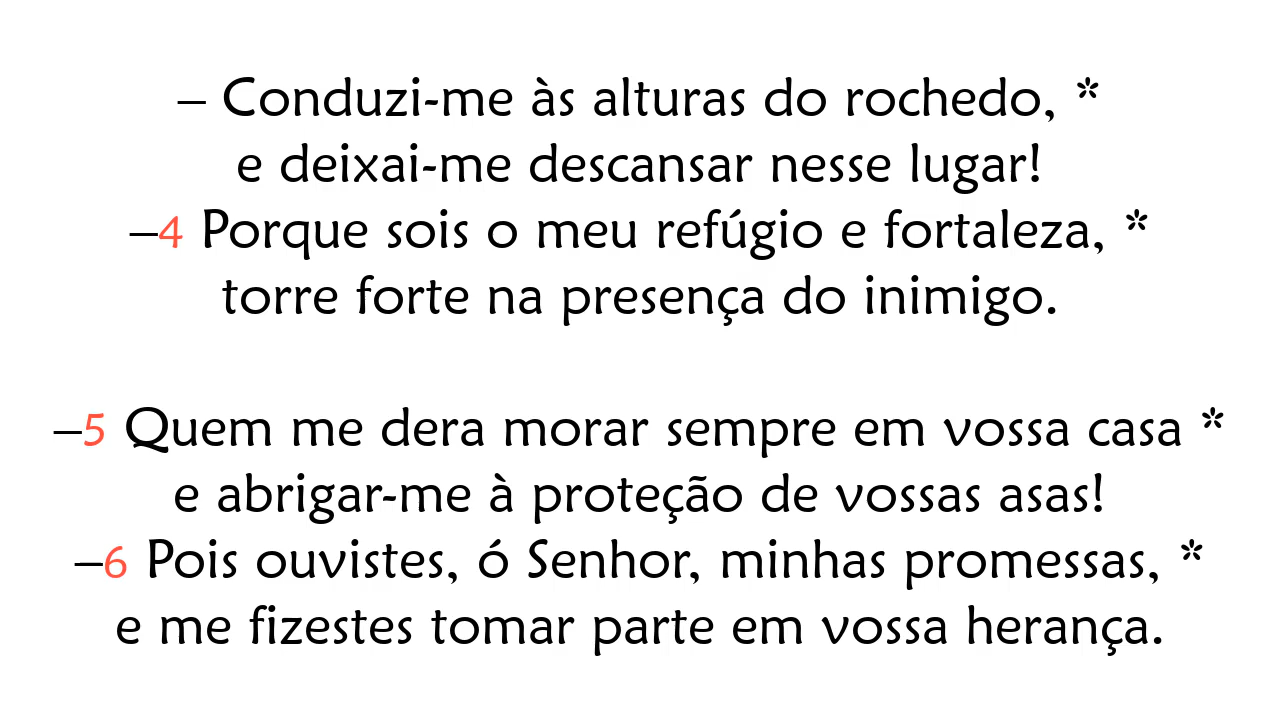 – Conduzi-me às alturas do rochedo, *
e deixai-me descansar nesse lugar!
–4 Porque sois o meu refúgio e fortaleza, *
torre forte na presença do inimigo.
–5 Quem me dera morar sempre em vossa casa *
e abrigar-me à proteção de vossas asas!
–6 Pois ouvistes, ó Senhor, minhas promessas, *
e me fizestes tomar parte em vossa herança.